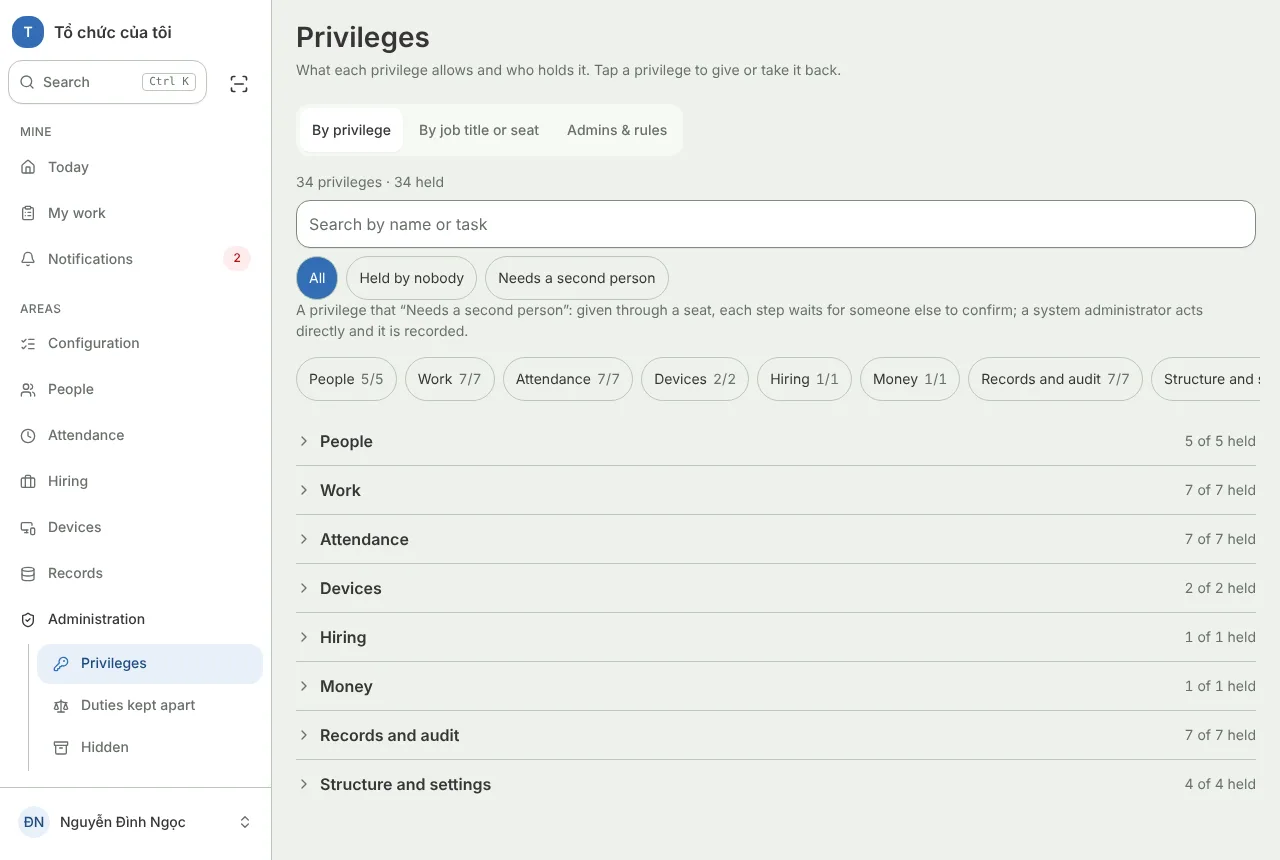 T
Tổ chức của tôi
Search
Ctrl K
MINE
Today
My work
Notifications
2
AREAS
Configuration
People
Attendance
Hiring
Devices
Records
Administration
Privileges
Duties kept apart
Hidden
ĐN
Nguyễn Đình Ngọc
Privileges
What each privilege allows and who holds it. Tap a privilege to give or take it back.
By privilege
By job title or seat
Admins & rules
34 privileges · 34 held
Search by name or task
All
Held by nobody
Needs a second person
A privilege that “Needs a second person”: given through a seat, each step waits for someone else to confirm; a system administrator acts
directly and it is recorded.
People 5/5
Work 7/7
Attendance 7/7
Devices 2/2
Hiring 1/1
Money 1/1
Records and audit 7/7
Structure and
People
5 of 5 held
Work
7 of 7 held
Attendance
7 of 7 held
Devices
2 of 2 held
Hiring
1 of 1 held
Money
1 of 1 held
Records and audit
7 of 7 held
Structure and settings
4 of 4 held